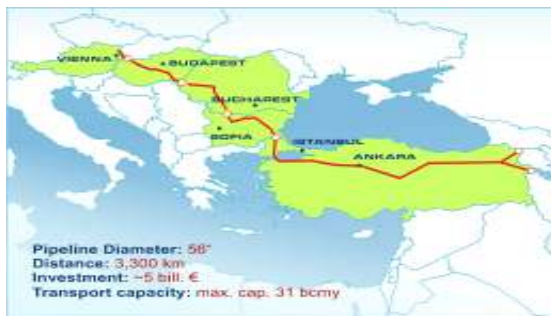 VIENNA
BUDAPEST
BUCHAREST
SOFIA
ISTANBUL
ANKARA
Pipeline Diameter: 56"
Distance: 3,300 km
Investment: ~5 bill. €
Transport capacity: max. cap. 31 bcmy